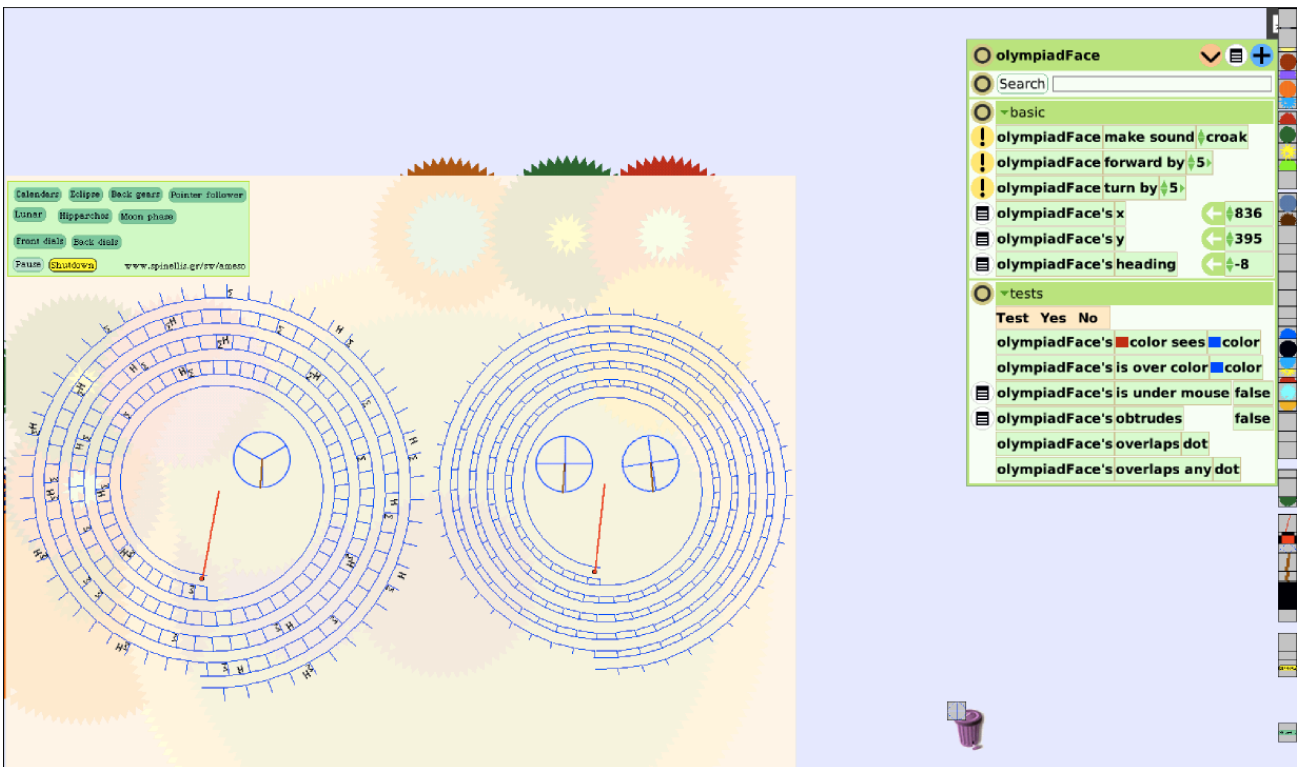 Calendars Eclipse Back gears Pointer follower
Lunar Hipparchos Moon phase
Front dials Back dials
Pause Shutdown www.spinellis.gr/sw/ameso
olympiadFace
Search
basic
! olympiadFace make sound croak
! olympiadFace forward by 5
! olympiadFace turn by 5
olympiadFace's x 836
olympiadFace's y 395
olympiadFace's heading -8
tests
Test Yes No
olympiadFace's color sees color
olympiadFace's is over color color
olympiadFace's is under mouse false
olympiadFace's obtrudes false
olympiadFace's overlaps dot
olympiadFace's overlaps any dot